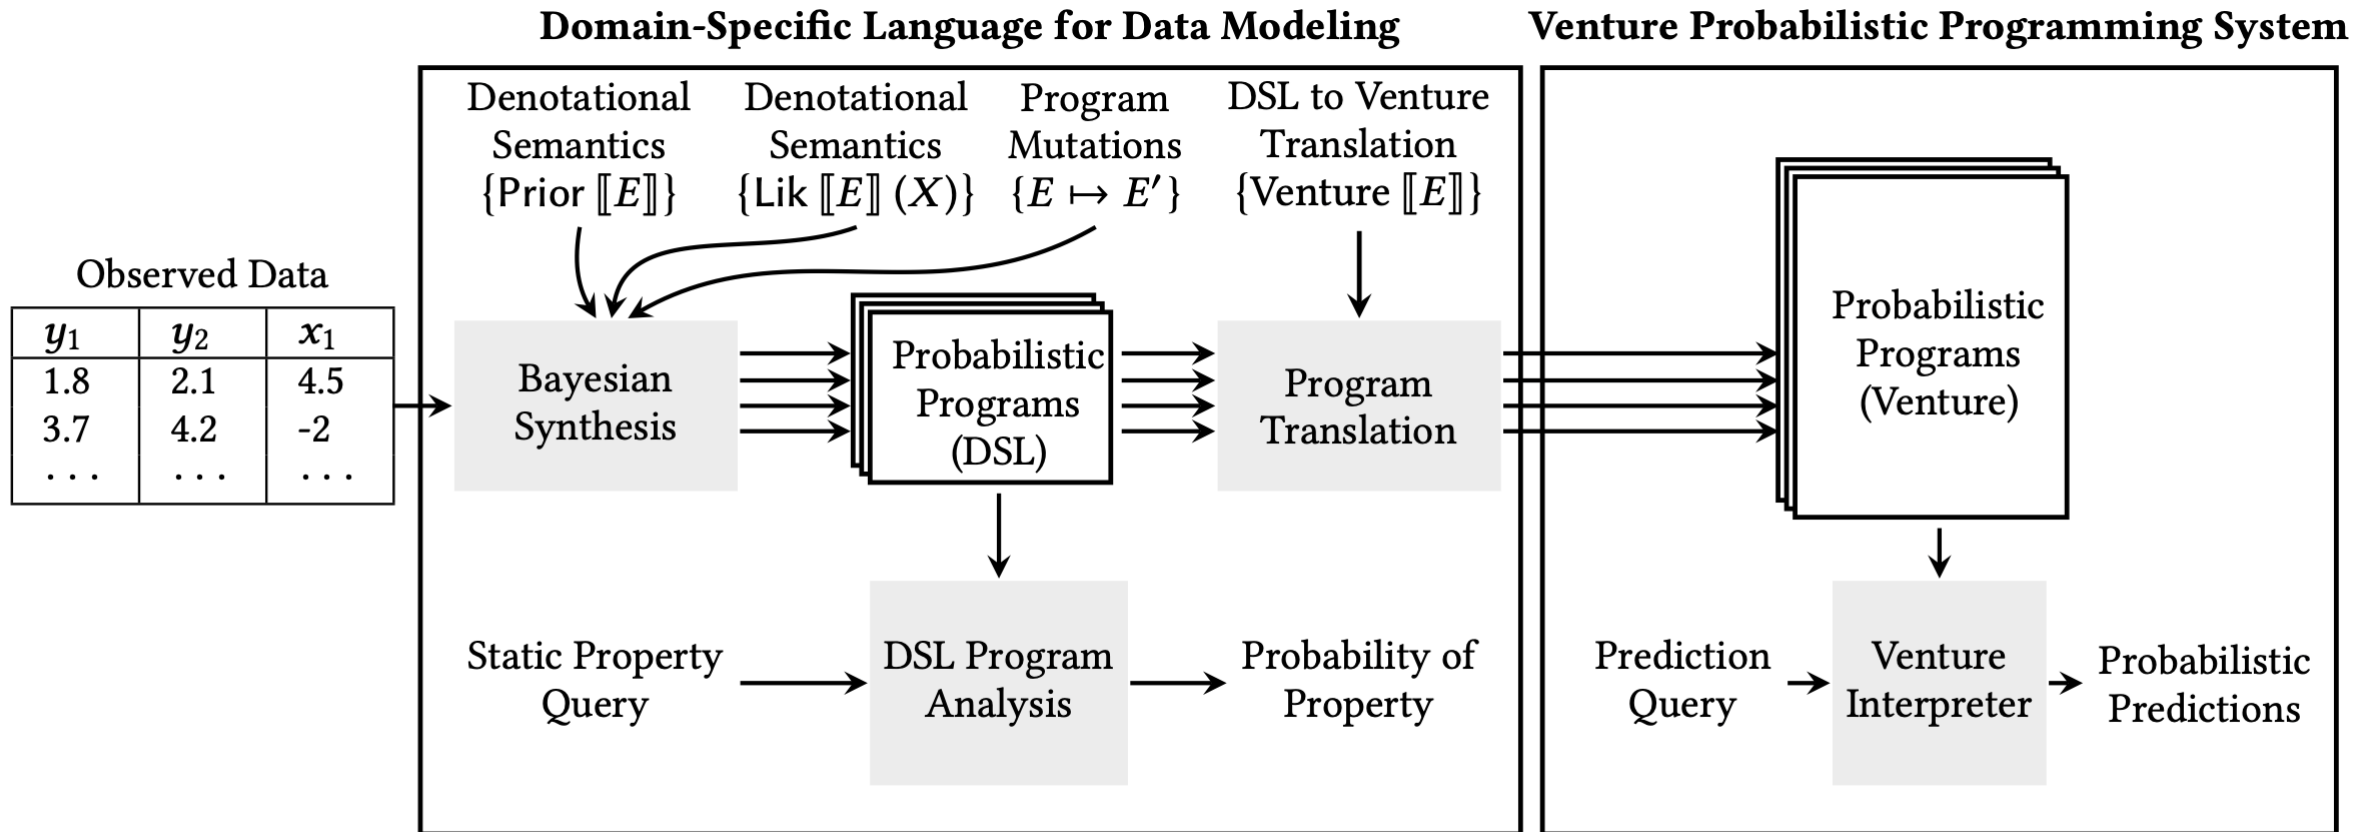 Domain-Specific Language for Data Modeling
Venture Probabilistic Programming System
Denotational
Semantics
{Prior ⟦E⟧}
Denotational
Semantics
{Lik ⟦E⟧ (X)}
Program
Mutations
{E ↦ E′}
DSL to Venture
Translation
{Venture ⟦E⟧}
Observed Data
y₁ y₂ x₁
1.8 2.1 4.5
3.7 4.2 -2
. . . . . . . . .
Bayesian
Synthesis
Probabilistic
Programs
(DSL)
Program
Translation
Probabilistic
Programs
(Venture)
Static Property
Query
DSL Program
Analysis
Probability of
Property
Prediction
Query
Venture
Interpreter
Probabilistic
Predictions